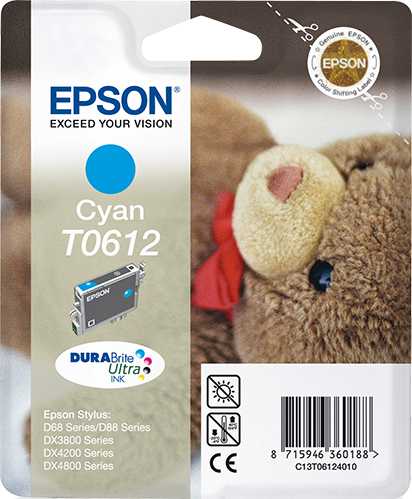 Genuine
EPSON
Color Shifting Label
EPSON®
EXCEED YOUR VISION
Cyan
T0612
EPSON
DURABrite
Ultra
INK
Epson Stylus:
D68 Series/D88 Series
DX3800 Series
DX4200 Series
DX4800 Series
8 715946 360188 >
C13T06124010